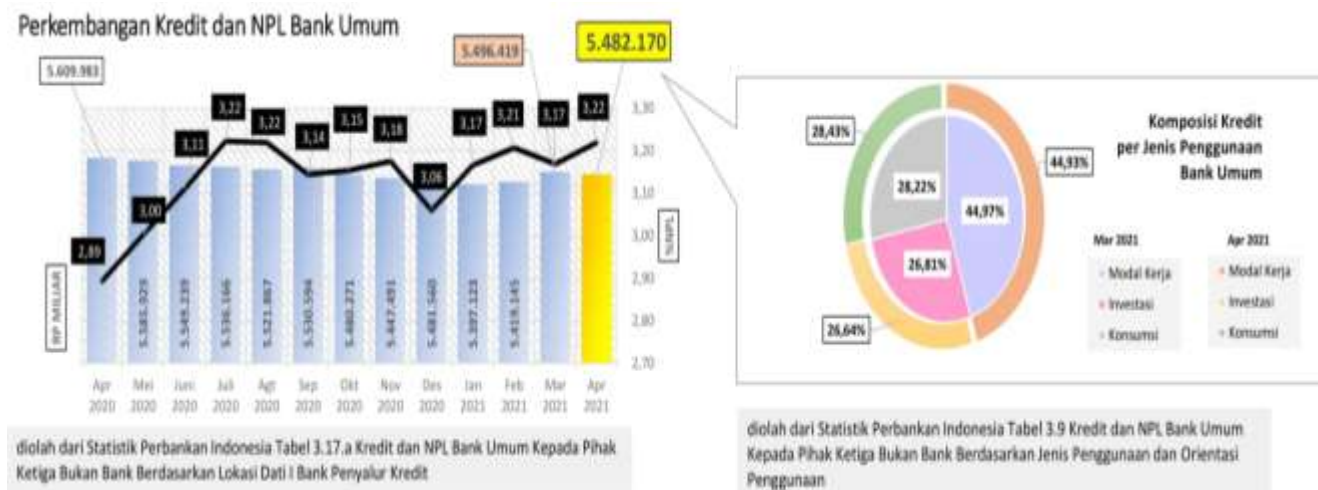 Perkembangan Kredit dan NPL Bank Umum
5.609.983
5.496.419
5.482.170
2,89
3,00
3,11
3,22
3,22
3,14
3,15
3,18
3,06
3,17
3,21
3,17
3,22
3,30
3,20
3,10
3,00
2,90
2,80
2,70
%NPL
RP MILIAR
5.585.929
5.549.239
5.536.166
5.521.867
5.530.594
5.480.271
5.447.491
5.481.560
5.397.123
5.419.145
Apr Mei Juni Juli Agt Sep Okt Nov Des Jan Feb Mar Apr
2020 2020 2020 2020 2020 2020 2020 2020 2020 2021 2021 2021 2021
diolah dari Statistik Perbankan Indonesia Tabel 3.17.a Kredit dan NPL Bank Umum Kepada Pihak
Ketiga Bukan Bank Berdasarkan Lokasi Dati I Bank Penyalur Kredit
Komposisi Kredit
per Jenis Penggunaan
Bank Umum
28,43%
44,93%
28,22%
44,97%
26,81%
26,64%
Mar 2021
Modal Kerja
Investasi
Konsumsi
Apr 2021
Modal Kerja
Investasi
Konsumsi
diolah dari Statistik Perbankan Indonesia Tabel 3.9 Kredit dan NPL Bank Umum
Kepada Pihak Ketiga Bukan Bank Berdasarkan Jenis Penggunaan dan Orientasi
Penggunaan